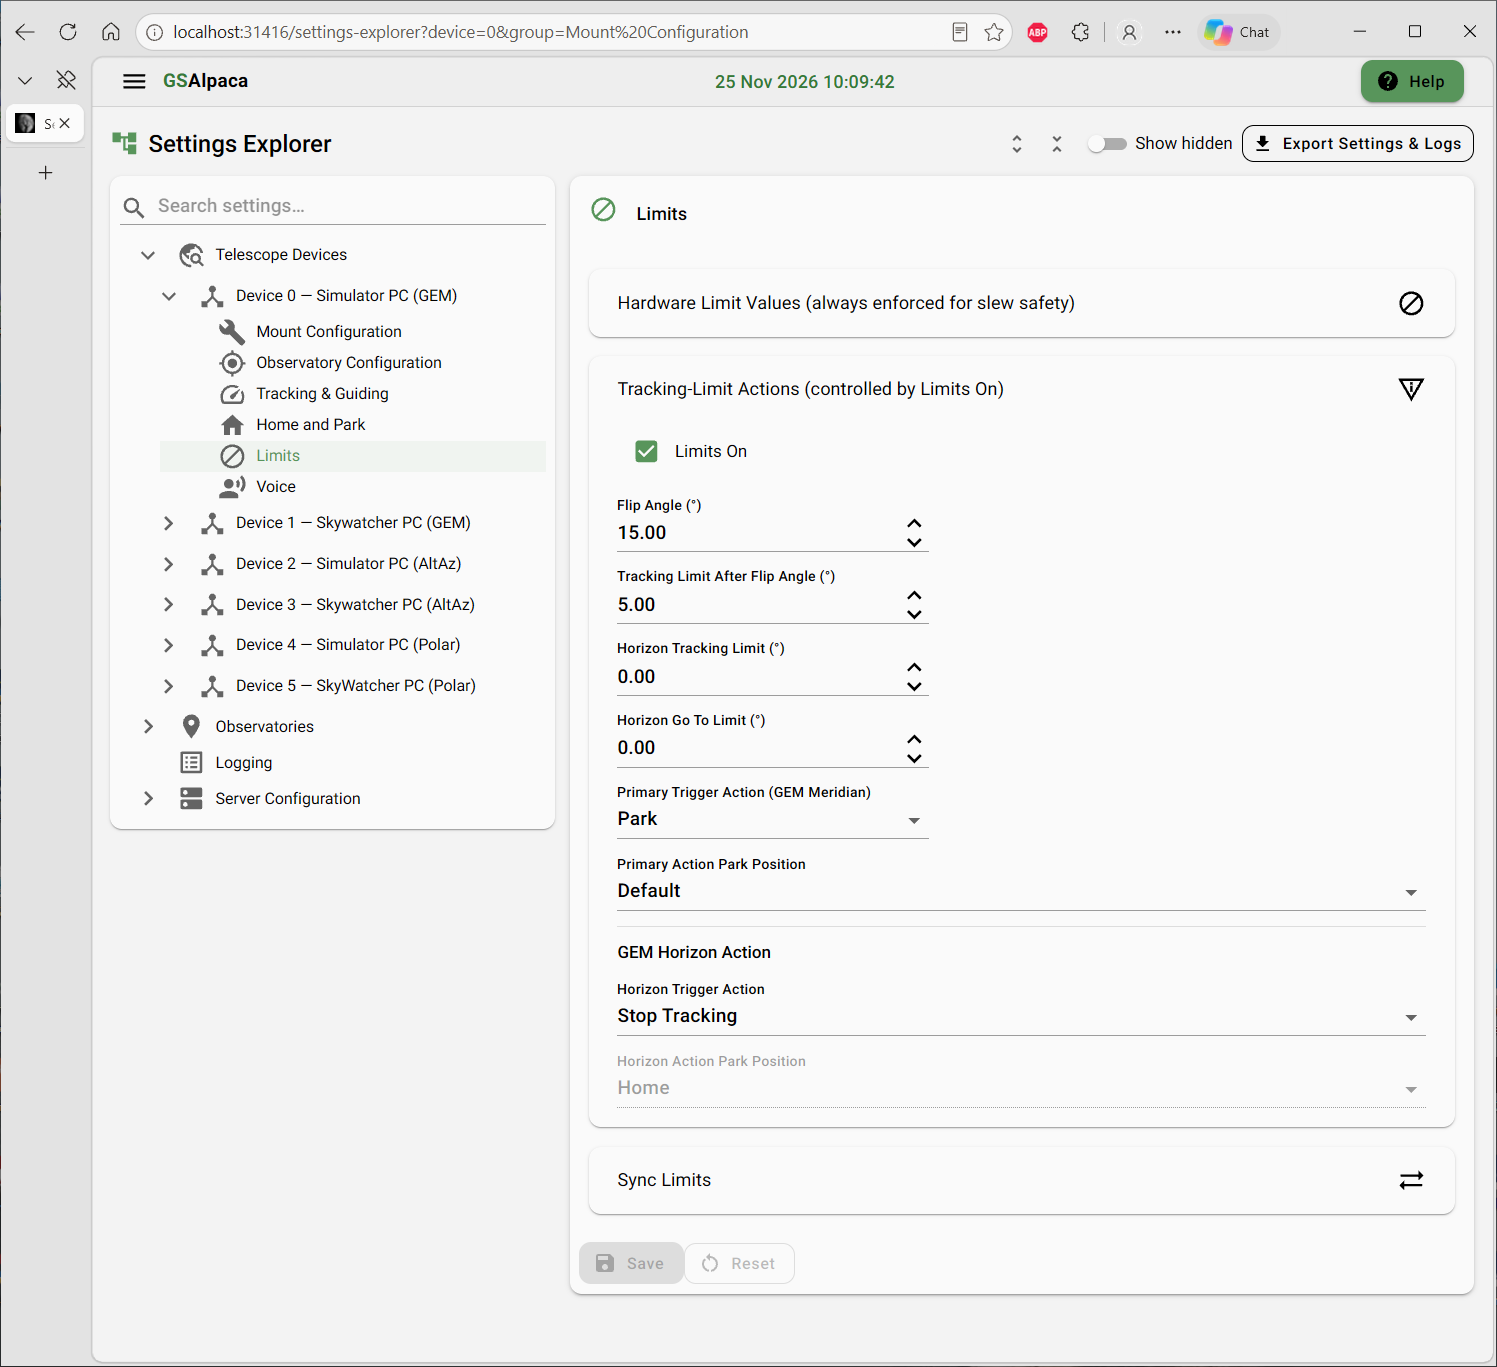 localhost:31416/settings-explorer?device=0&group=Mount%20Configuration
ABP
Chat
GSAlpaca
25 Nov 2026 10:09:42
Help
Settings Explorer
Show hidden
Export Settings & Logs
Search settings...
Telescope Devices
Device 0 — Simulator PC (GEM)
Mount Configuration
Observatory Configuration
Tracking & Guiding
Home and Park
Limits
Voice
Device 1 — Skywatcher PC (GEM)
Device 2 — Simulator PC (AltAz)
Device 3 — Skywatcher PC (AltAz)
Device 4 — Simulator PC (Polar)
Device 5 — SkyWatcher PC (Polar)
Observatories
Logging
Server Configuration
Limits
Hardware Limit Values (always enforced for slew safety)
Tracking-Limit Actions (controlled by Limits On)
Limits On
Flip Angle (°)
15.00
Tracking Limit After Flip Angle (°)
5.00
Horizon Tracking Limit (°)
0.00
Horizon Go To Limit (°)
0.00
Primary Trigger Action (GEM Meridian)
Park
Primary Action Park Position
Default
GEM Horizon Action
Horizon Trigger Action
Stop Tracking
Horizon Action Park Position
Home
Sync Limits
Save
Reset